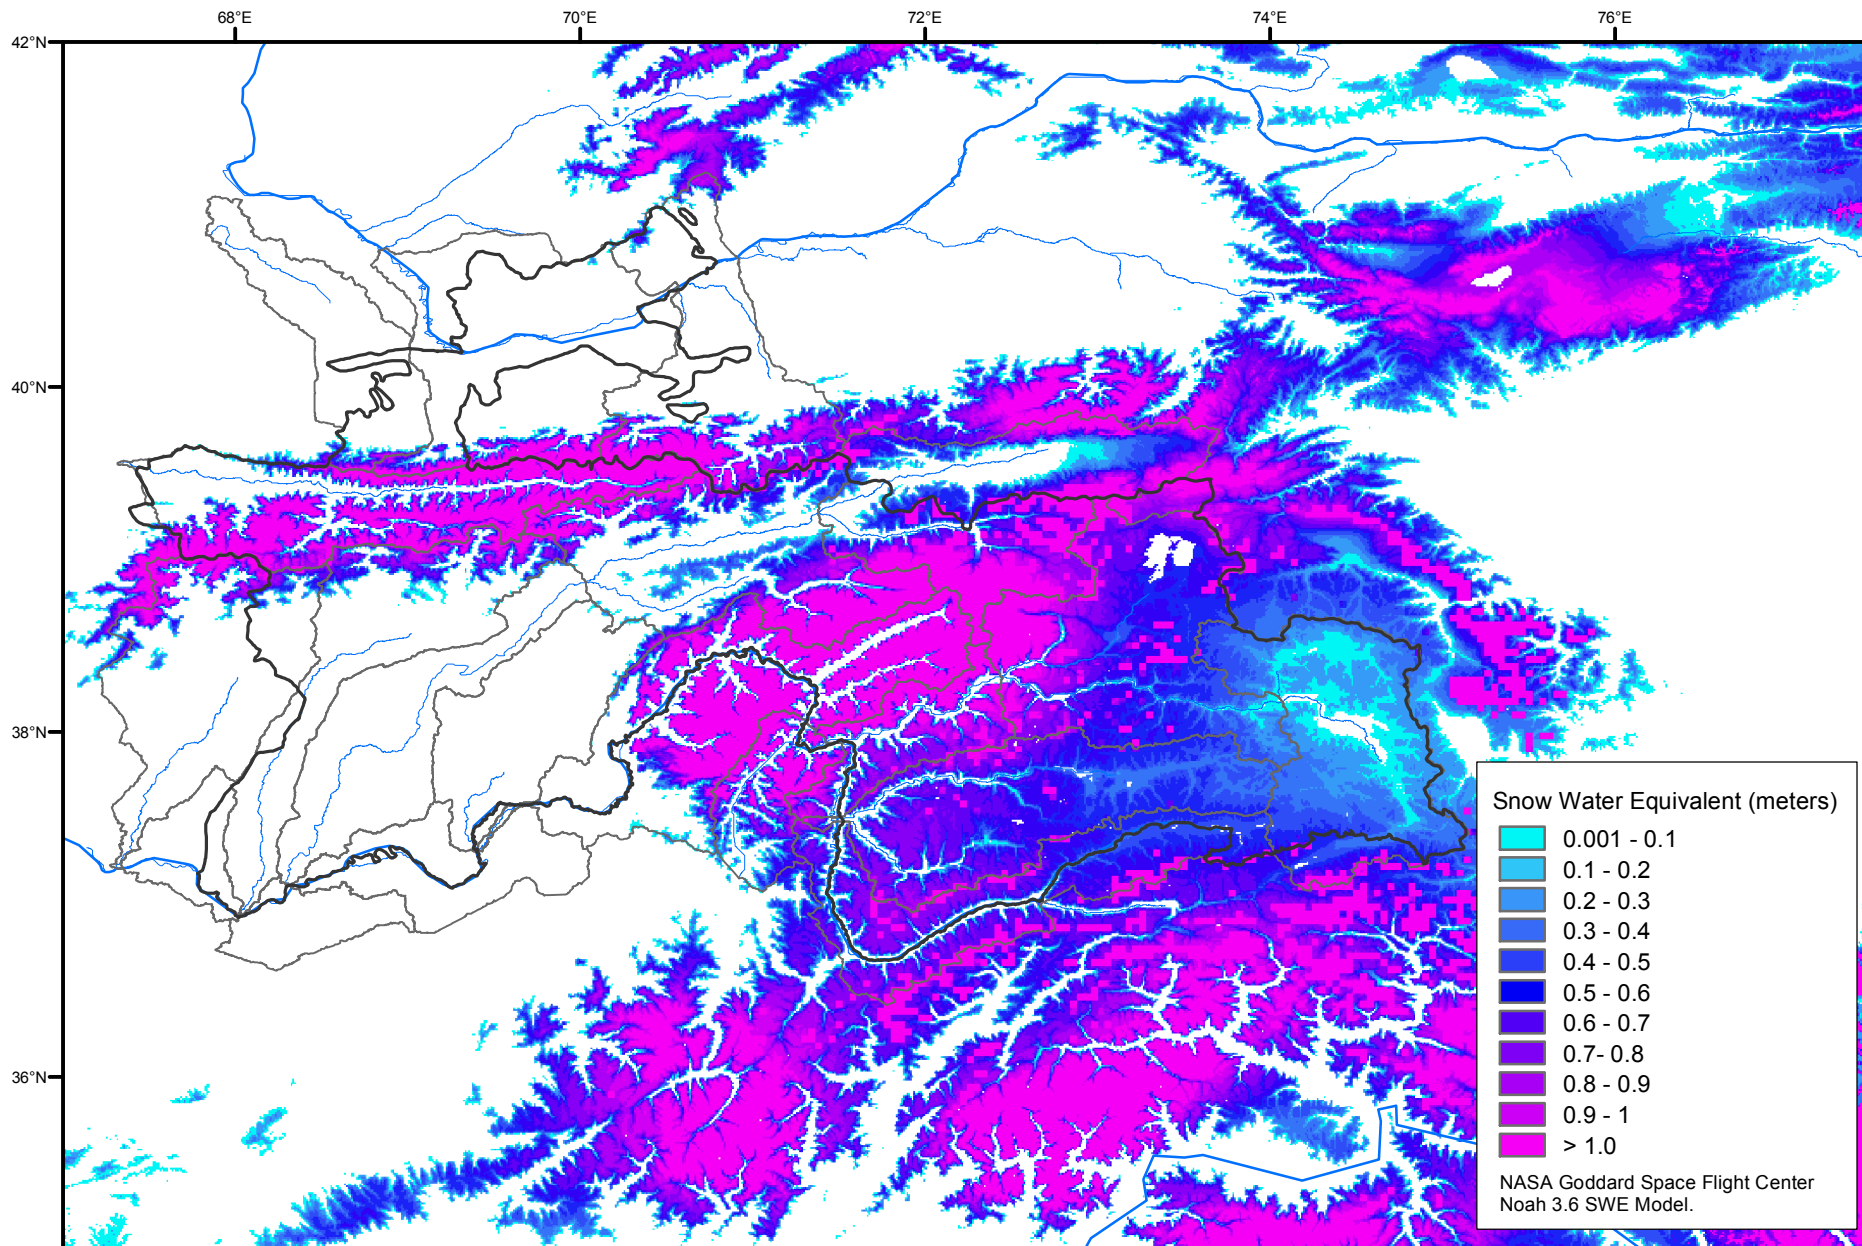 68°E
70°E
72°E
74°E
76°E
42°N
40°N
38°N
36°N
Snow Water Equivalent (meters)
0.001 - 0.1
0.1 - 0.2
0.2 - 0.3
0.3 - 0.4
0.4 - 0.5
0.5 - 0.6
0.6 - 0.7
0.7- 0.8
0.8 - 0.9
0.9 - 1
> 1.0
NASA Goddard Space Flight Center
Noah 3.6 SWE Model.